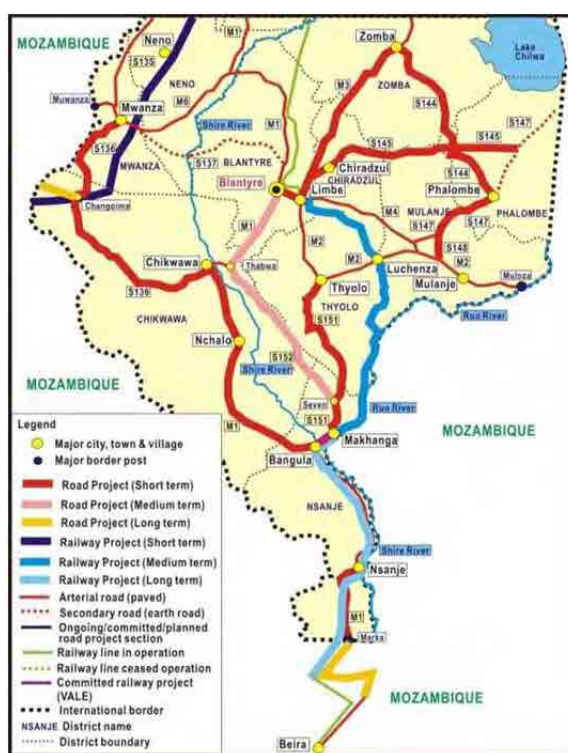 MOZAMBIQUE
Neno
S135
NENO
M1
Zomba
Lake
Chilwa
Muwanza
M6
Mwanza
M3
ZOMBA
S144
Shire River
M1
S147
S136
MWANZA
S137
BLANTYRE
S145
S145
Chiradzui
CHIRADZUL
S144
Blantyre
Limbe
Phalombe
Changoima
M1
M4
MULANJE
S147
S147
PHALOMBE
M2
S148
Chikwawa
Thabwa
M2
Luchenza
M2
Muloza
Mulanje
S136
Thyolo
THYOLO
Ruo River
CHIKWAWA
S151
Nchalo
S152
Shire River
MOZAMBIQUE
Seven
Ruo River
S151
MOZAMBIQUE
M1
Makhanga
Bangula
NSANJE
Shire River
Nsanje
M1
Marka
MOZAMBIQUE
Beira
Legend
Major city, town & village
Major border post
Road Project (Short term)
Road Project (Medium term)
Road Project (Long term)
Railway Project (Short term)
Railway Project (Medium term)
Railway Project (Long term)
Arterial road (paved)
Secondary road (earth road)
Ongoing/committed/planned
road project section
Railway line in operation
Railway line ceased operation
Committed railway project
(VALE)
International border
NSANJE District name
District boundary